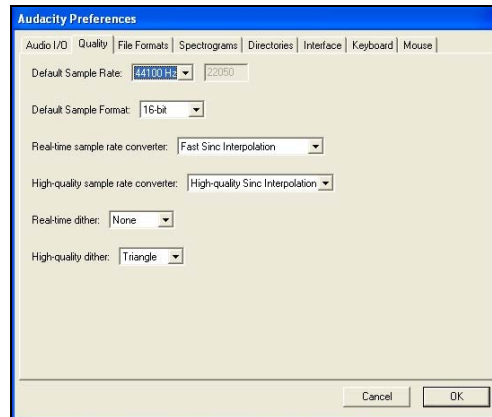 Audacity Preferences
Audio I/O Quality File Formats Spectrograms Directories Interface Keyboard Mouse
Default Sample Rate: 44100 Hz 22050
Default Sample Format: 16-bit
Real-time sample rate converter: Fast Sinc Interpolation
High-quality sample rate converter: High-quality Sinc Interpolation
Real-time dither: None
High-quality dither: Triangle
Cancel OK